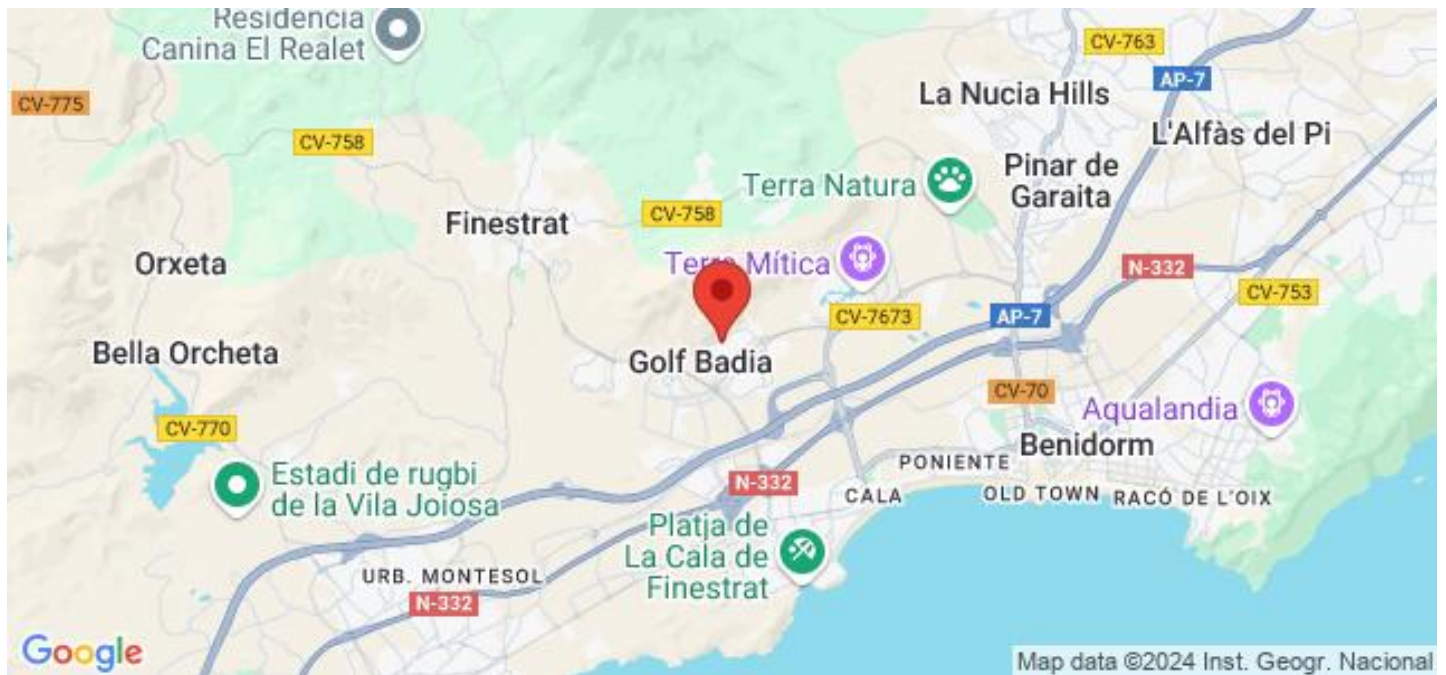 Residencia
Canina El Realet
CV-763
AP-7
CV-775
La Nucia Hills
CV-758
L'Alfàs del Pi
Terra Natura
Pinar de
Garaita
Finestrat
CV-758
Orxeta
Terra Mítica
N-332
CV-753
CV-7673
AP-7
Bella Orcheta
Golf Badia
CV-70
Aqualandia
CV-770
Benidorm
PONIENTE
Estadi de rugbi
de la Vila Joiosa
N-332
CALA
OLD TOWN
RACÓ DE L'OIX
Platja de
La Cala de
Finestrat
URB. MONTESOL
N-332
Google
Map data ©2024 Inst. Geogr. Nacional